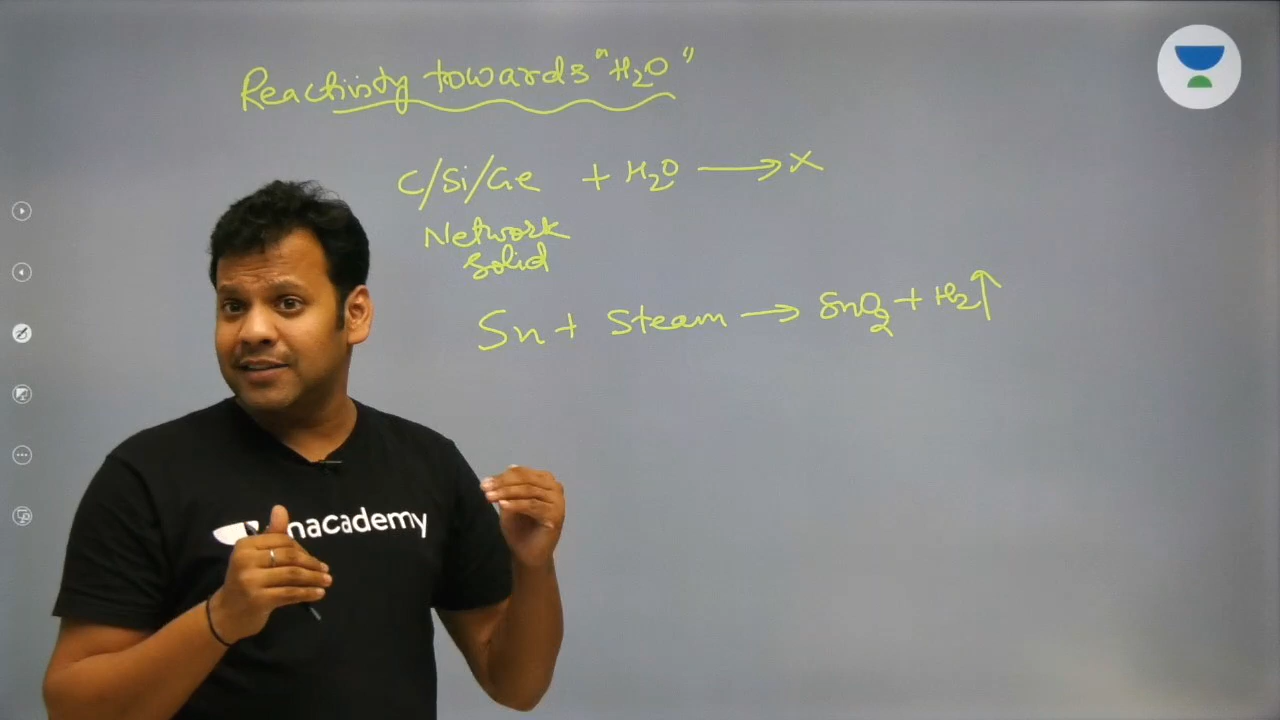 Reactivity towards "H₂O"
C/Si/Ge + H₂O ⟶ X
Network
Solid
Sn + Steam ⟶ SnO₂ + H₂↑
unacademy